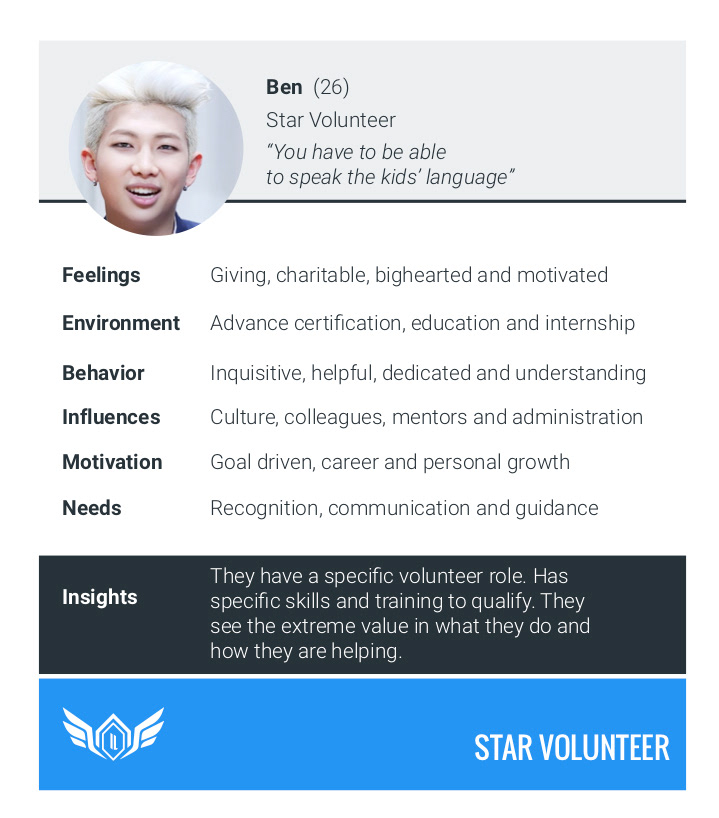 Ben (26)
Star Volunteer
“You have to be able
to speak the kids’ language”
Feelings Giving, charitable, bighearted and motivated
Environment Advance certification, education and internship
Behavior Inquisitive, helpful, dedicated and understanding
Influences Culture, colleagues, mentors and administration
Motivation Goal driven, career and personal growth
Needs Recognition, communication and guidance
Insights
They have a specific volunteer role. Has
specific skills and training to qualify. They
see the extreme value in what they do and
how they are helping.
STAR VOLUNTEER